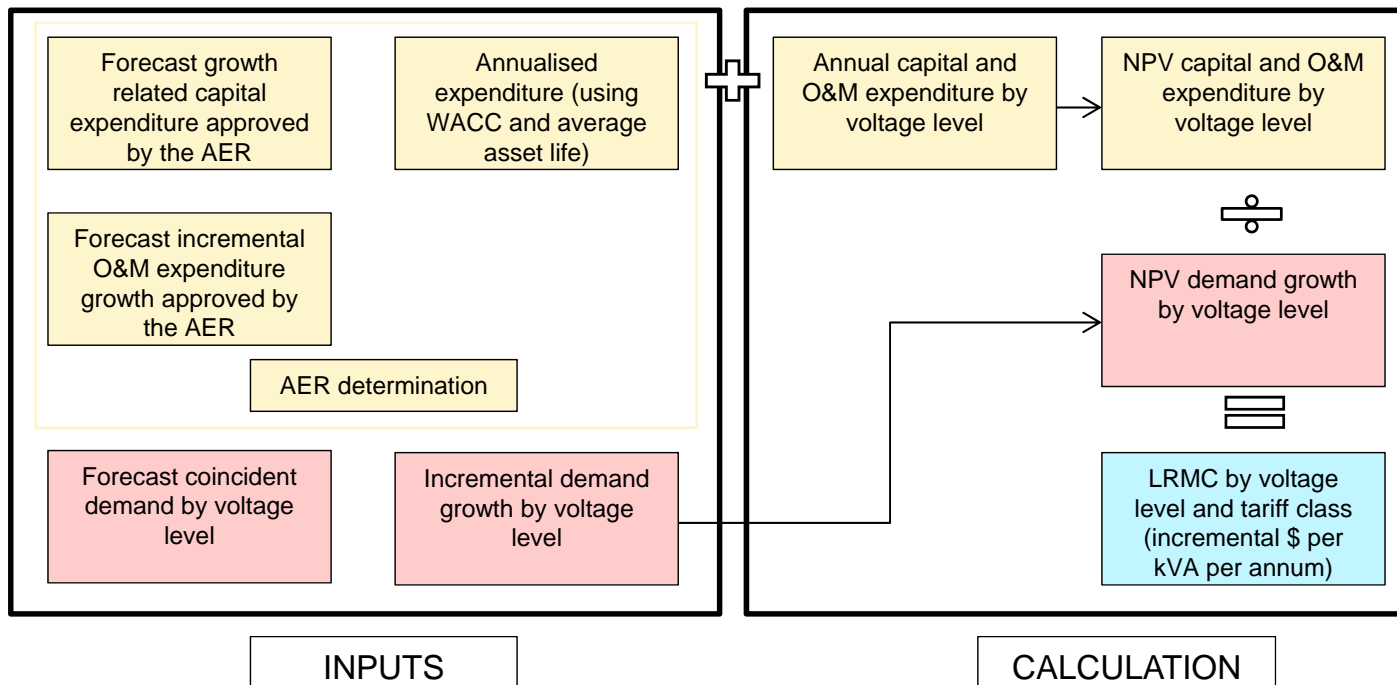 Forecast growth
related capital
expenditure approved
by the AER
Annualised
expenditure (using
WACC and average
asset life)
Forecast incremental
O&M expenditure
growth approved by
the AER
AER determination
Forecast coincident
demand by voltage
level
Incremental demand
growth by voltage
level
INPUTS
Annual capital and
O&M expenditure by
voltage level
NPV capital and O&M
expenditure by
voltage level
NPV demand growth
by voltage level
LRMC by voltage
level and tariff class
(incremental $ per
kVA per annum)
CALCULATION